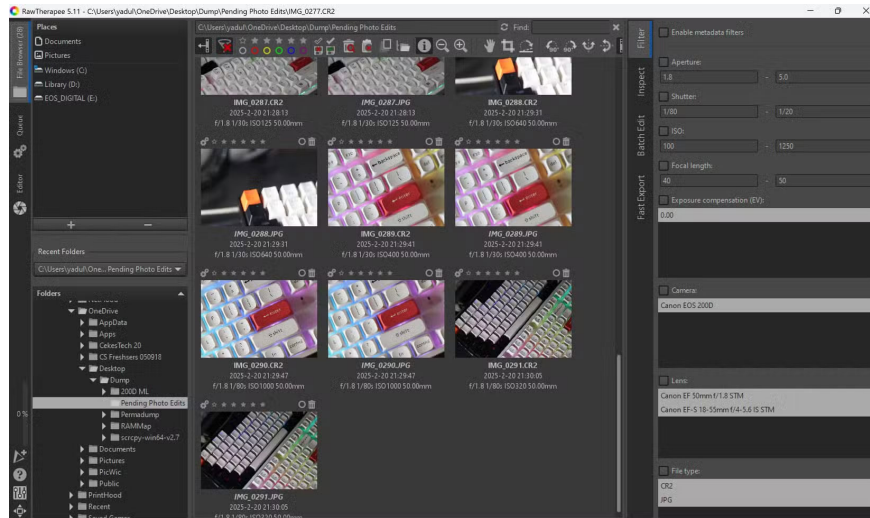 RawTherapee 5.11 - C:\Users\yadul\OneDrive\Desktop\Dump\Pending Photo Edits\IMG_0277.CR2
File Browser (28)
Queue
Editor
0 %
Places
Documents
Pictures
Windows (C:)
Library (D:)
EOS_DIGITAL (E:)
Recent Folders
C:\Users\yadul\One... Pending Photo Edits
Folders
OneDrive
AppData
Apps
CekesTech 20
CS Freshsers 050918
Desktop
Dump
200D ML
Pending Photo Edits
Permadump
RAMMap
scrcpy-win64-v2.7
Documents
Pictures
PicWic
Public
PrintHood
Recent
Saved Games
C:\Users\yadul\OneDrive\Desktop\Dump\Pending Photo Edits
Find:
IMG_0287.CR2
2025-2-20 21:28:13
f/1.8 1/30s ISO125 50.00mm
IMG_0287.JPG
2025-2-20 21:28:13
f/1.8 1/30s ISO125 50.00mm
IMG_0288.CR2
2025-2-20 21:29:31
f/1.8 1/30s ISO640 50.00mm
IMG_0288.JPG
2025-2-20 21:29:31
f/1.8 1/30s ISO640 50.00mm
IMG_0289.CR2
2025-2-20 21:29:41
f/1.8 1/30s ISO400 50.00mm
IMG_0289.JPG
2025-2-20 21:29:41
f/1.8 1/30s ISO400 50.00mm
IMG_0290.CR2
2025-2-20 21:29:47
f/1.8 1/80s ISO1000 50.00mm
IMG_0290.JPG
2025-2-20 21:29:47
f/1.8 1/80s ISO1000 50.00mm
IMG_0291.CR2
2025-2-20 21:30:05
f/1.8 1/80s ISO320 50.00mm
IMG_0291.JPG
2025-2-20 21:30:05
f/1.8 1/80s ISO320 50.00mm
Filter
Inspect
Batch Edit
Fast Export
Enable metadata filters
Aperture:
1.8 - 5.0
Shutter:
1/80 - 1/20
ISO:
100 - 1250
Focal length:
40 - 50
Exposure compensation (EV):
0.00
Camera:
Canon EOS 200D
Lens:
Canon EF 50mm f/1.8 STM
Canon EF-S 18-55mm f/4-5.6 IS STM
File type:
CR2
JPG